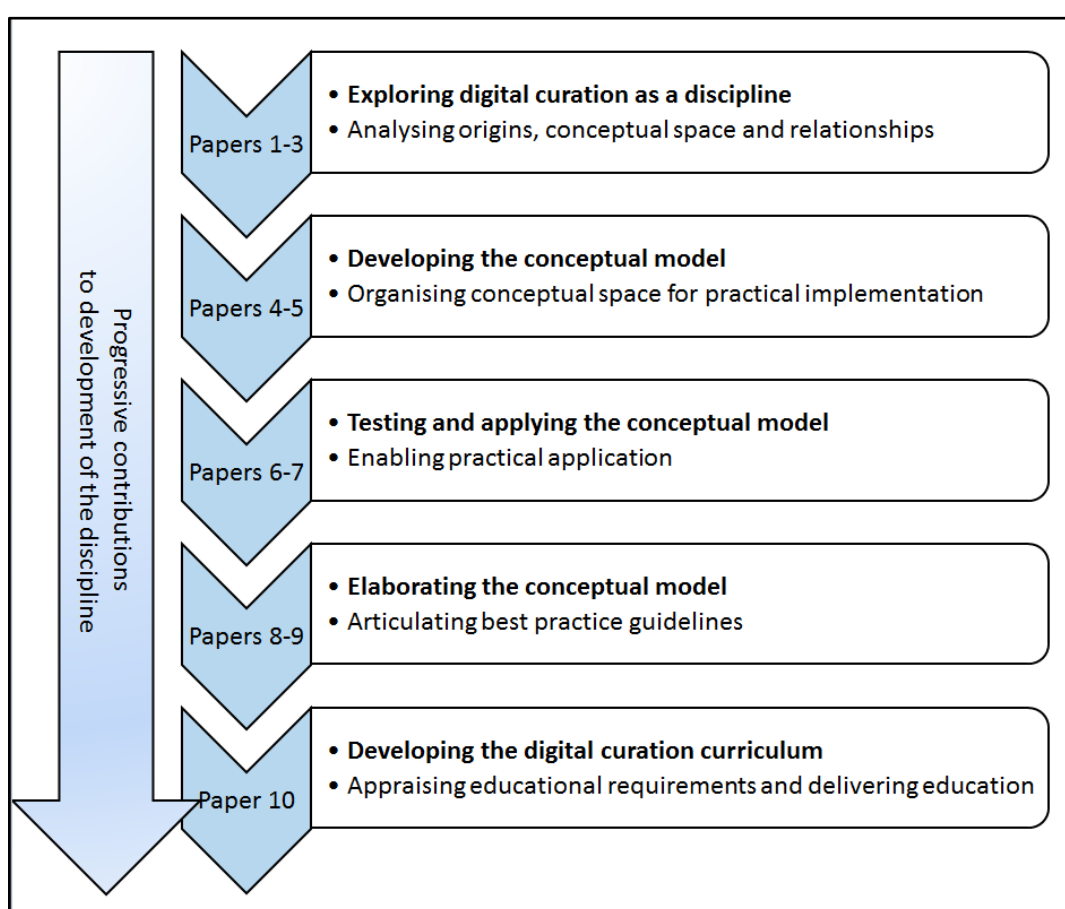 Progressive contributions
to development of the discipline
Papers 1-3
• Exploring digital curation as a discipline
• Analysing origins, conceptual space and relationships
Papers 4-5
• Developing the conceptual model
• Organising conceptual space for practical implementation
Papers 6-7
• Testing and applying the conceptual model
• Enabling practical application
Papers 8-9
• Elaborating the conceptual model
• Articulating best practice guidelines
Paper 10
• Developing the digital curation curriculum
• Appraising educational requirements and delivering education